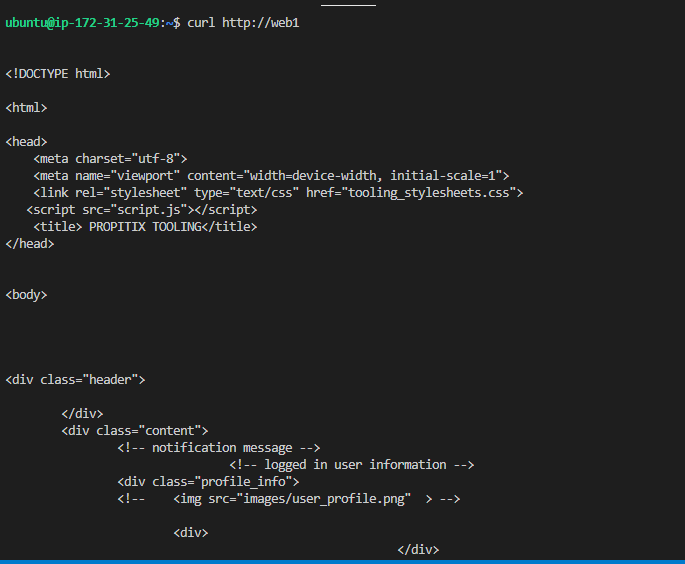 ubuntu@ip-172-31-25-49:~$ curl http://web1
<!DOCTYPE html>
<html>
<head>
    <meta charset="utf-8">
    <meta name="viewport" content="width=device-width, initial-scale=1">
    <link rel="stylesheet" type="text/css" href="tooling_stylesheets.css">
   <script src="script.js"></script>
    <title> PROPITIX TOOLING</title>
</head>
<body>
<div class="header">
        </div>
        <div class="content">
                <!-- notification message -->
                                <!-- logged in user information -->
                <div class="profile_info">
                <!--    <img src="images/user_profile.png"  > -->
                        <div>
                                                        </div>